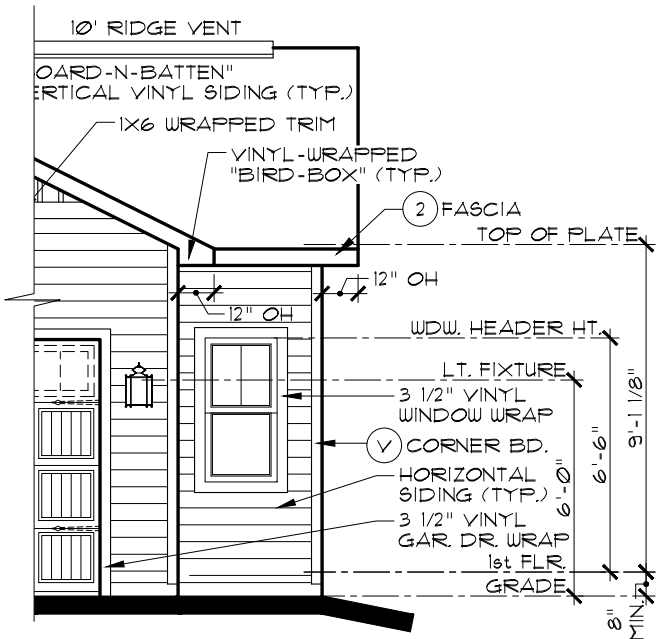 10' RIDGE VENT
OARD-N-BATTEN"
ERTICAL VINYL SIDING (TYP.)
1X6 WRAPPED TRIM
VINYL-WRAPPED
"BIRD-BOX" (TYP.)
2 FASCIA
TOP OF PLATE
12" OH
12" OH
WDW. HEADER HT.
LT. FIXTURE
3 1/2" VINYL
WINDOW WRAP
V CORNER BD.
HORIZONTAL
SIDING (TYP.)
3 1/2" VINYL
GAR. DR. WRAP
1st FLR.
GRADE
6'-0"
6'-6"
9'-1 1/8"
8"
MIN.